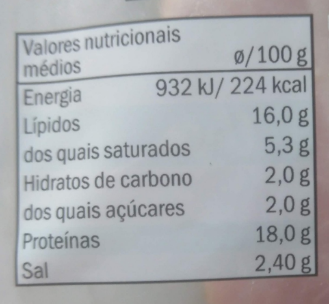 Valores nutricionais
médios ø/100 g
Energia 932 kJ/ 224 kcal
Lípidos 16,0 g
dos quais saturados 5,3 g
Hidratos de carbono 2,0 g
dos quais açúcares 2,0 g
Proteínas 18,0 g
Sal 2,40 g